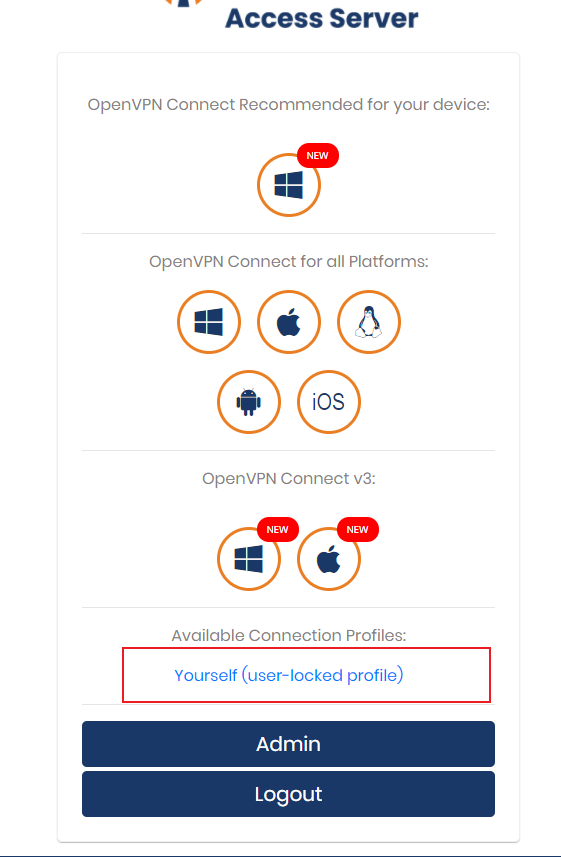 Access Server
OpenVPN Connect Recommended for your device:
NEW
OpenVPN Connect for all Platforms:
iOS
OpenVPN Connect v3:
NEW NEW
Available Connection Profiles:
Yourself (user-locked profile)
Admin
Logout